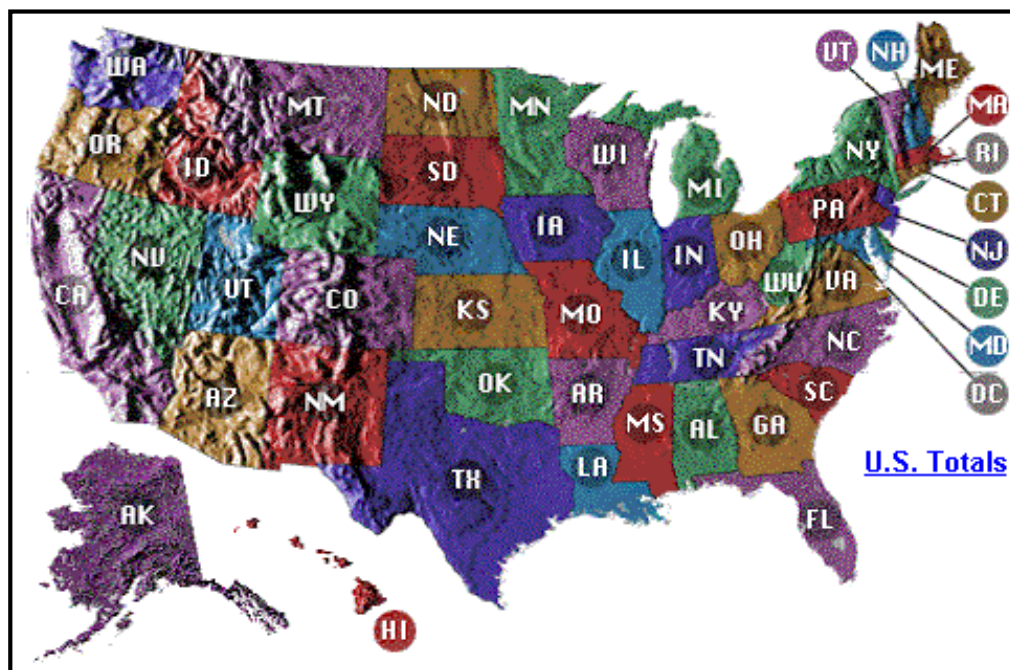 WA
MT
ND
MN
VT
NH
ME
OR
ID
SD
WI
MI
NY
MA
RI
WY
CT
NV
UT
CO
NE
IA
IL
IN
OH
PA
NJ
CA
KS
MO
KY
WV
VA
DE
MD
DC
AZ
NM
OK
AR
TN
NC
SC
TX
LA
MS
AL
GA
U.S. Totals
FL
AK
HI